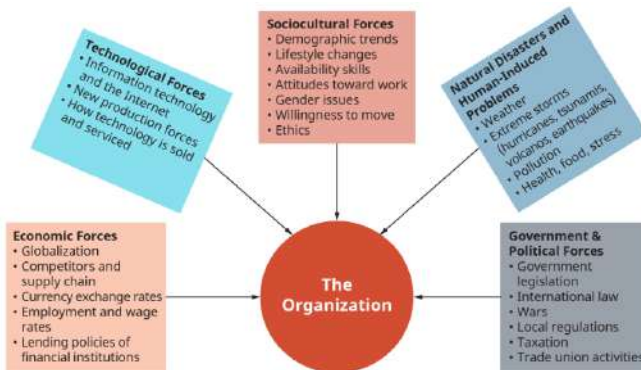 Sociocultural Forces
• Demographic trends
• Lifestyle changes
• Availability skills
• Attitudes toward work
• Gender issues
• Willingness to move
• Ethics
Technological Forces
• Information technology
and the Internet
• New production forces
• How technology is sold
and serviced
Natural Disasters and
Human-Induced
Problems
• Weather
• Extreme storms
(hurricanes, tsunamis,
volcanos, earthquakes)
• Pollution
• Health, food, stress
Economic Forces
• Globalization
• Competitors and
supply chain
• Currency exchange rates
• Employment and wage
rates
• Lending policies of
financial institutions
The
Organization
Government &
Political Forces
• Government
legislation
• International law
• Wars
• Local regulations
• Taxation
• Trade union activities